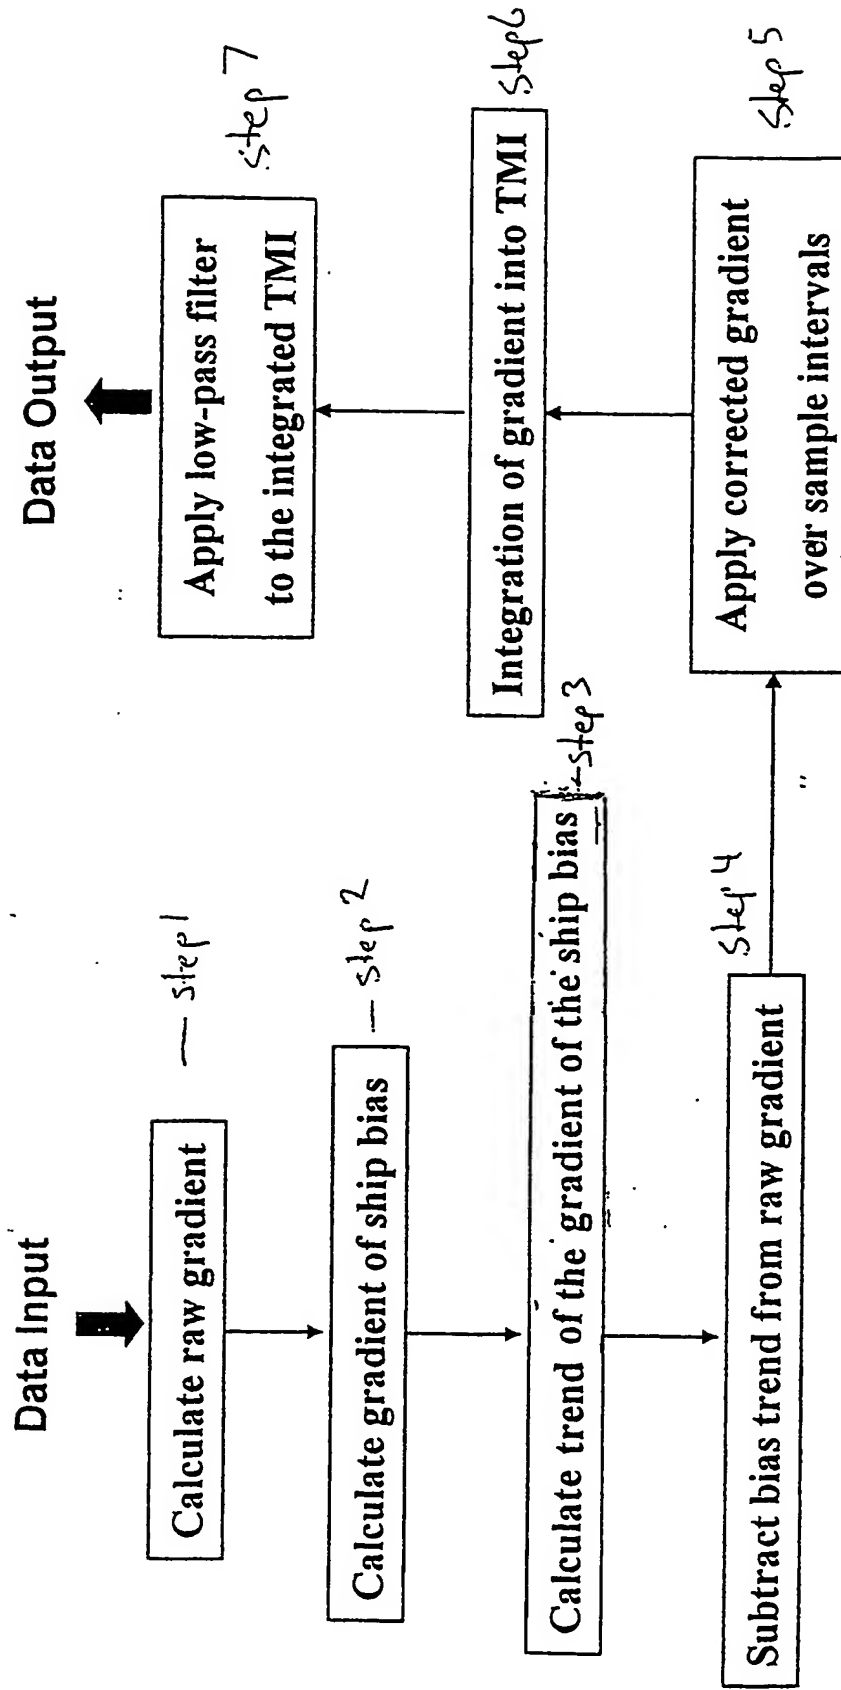 Data Input
Calculate raw gradient
step 1
Calculate gradient of ship bias
step 2
Calculate trend of the gradient of the ship bias
step 3
Subtract bias trend from raw gradient
step 4
Apply corrected gradient
over sample intervals
step 5
Integration of gradient into TMI
step 6
Apply low-pass filter
to the integrated TMI
step 7
Data Output